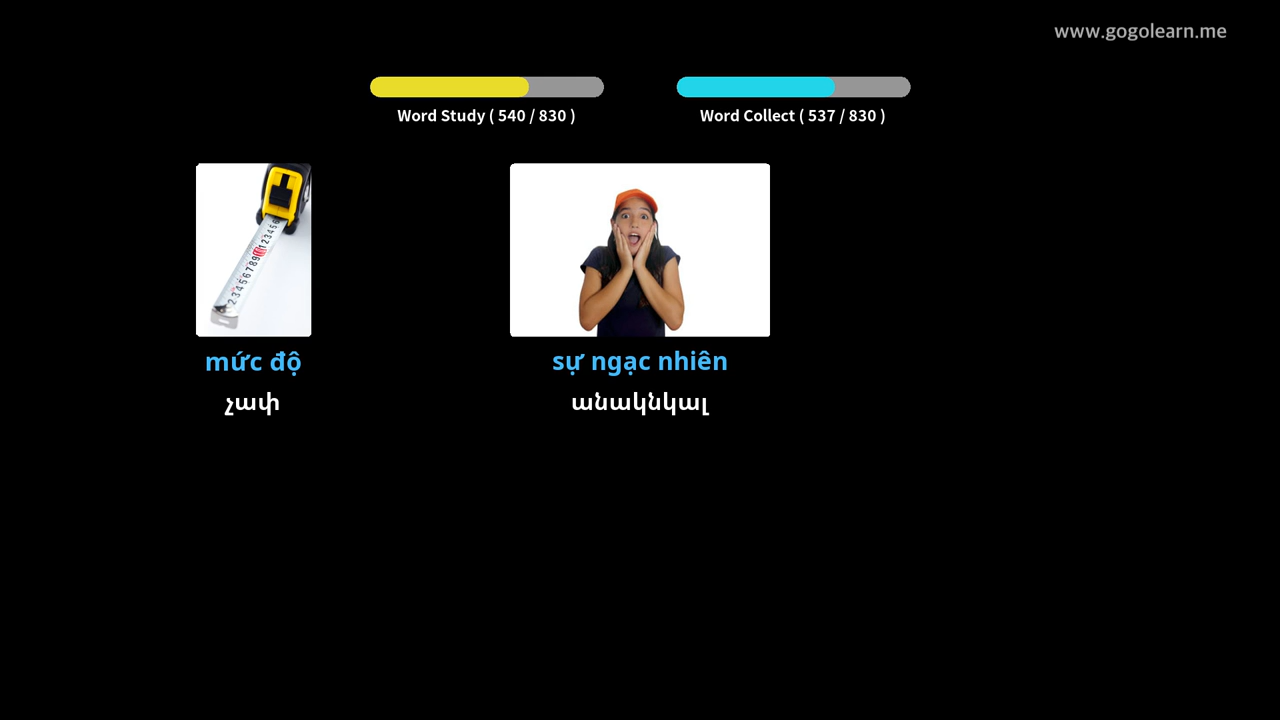 www.gogolearn.me
Word Study ( 540 / 830 )
Word Collect ( 537 / 830 )
mức độ
չափ
sự ngạc nhiên
անակնկալ